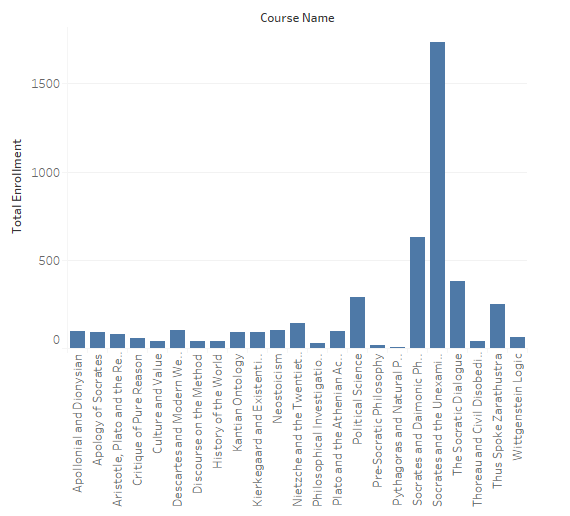 Course Name
Total Enrollment
1500
1000
500
0
Apollonial and Dionysian
Apology of Socrates
Aristotle, Plato and the Re..
Critique of Pure Reason
Culture and Value
Descartes and Modern We..
Discourse on the Method
History of the World
Kantian Ontology
Kierkegaard and Existenti..
Neostoicism
Nietzche and the Twentiet..
Philosophical Investigatio..
Plato and the Athenian Ac..
Political Science
Pre-Socratic Philosophy
Pythagoras and Natural P..
Socrates and Daimonic Ph..
Socrates and the Unexami..
The Socratic Dialogue
Thoreau and Civil Disobedi..
Thus Spoke Zarathustra
Wittgenstein Logic